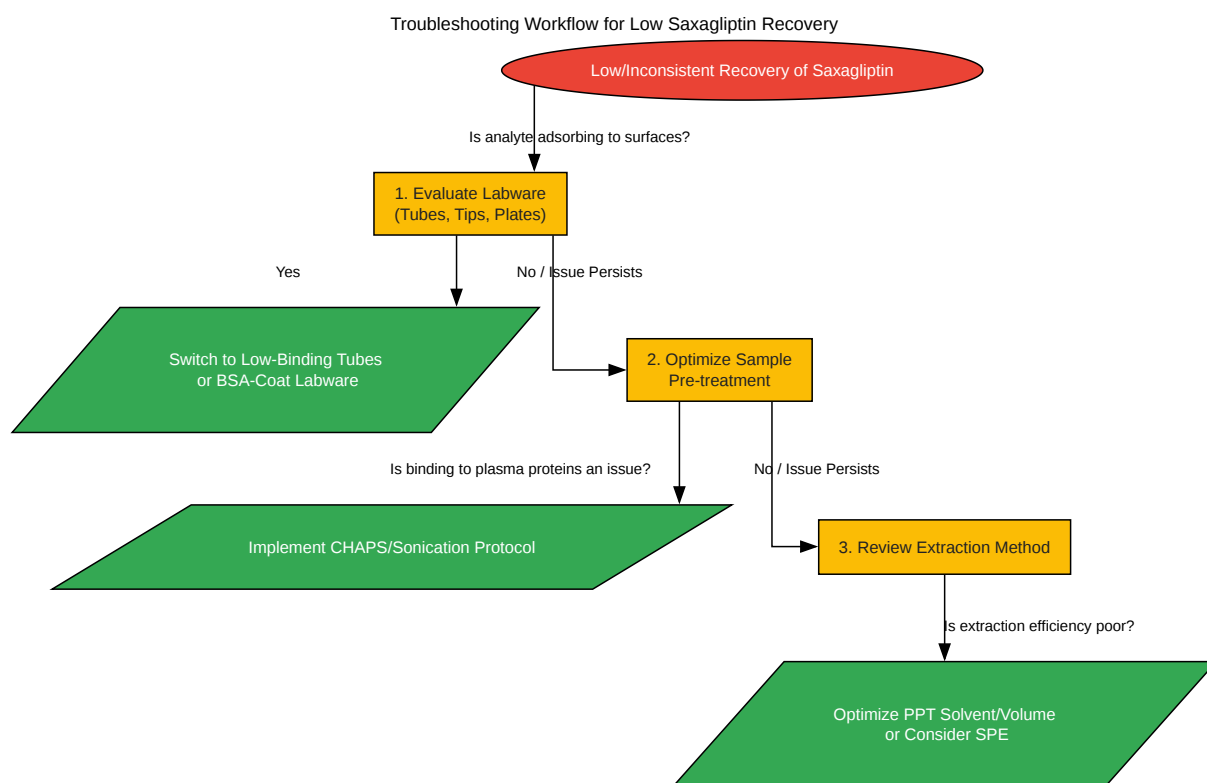 Troubleshooting Workflow for Low Saxagliptin Recovery
Low/Inconsistent Recovery of Saxagliptin
Is analyte adsorbing to surfaces?
1. Evaluate Labware
(Tubes, Tips, Plates)
Yes
No / Issue Persists
Switch to Low-Binding Tubes
or BSA-Coat Labware
2. Optimize Sample
Pre-treatment
Is binding to plasma proteins an issue?
No / Issue Persists
Implement CHAPS/Sonication Protocol
3. Review Extraction Method
Is extraction efficiency poor?
Optimize PPT Solvent/Volume
or Consider SPE